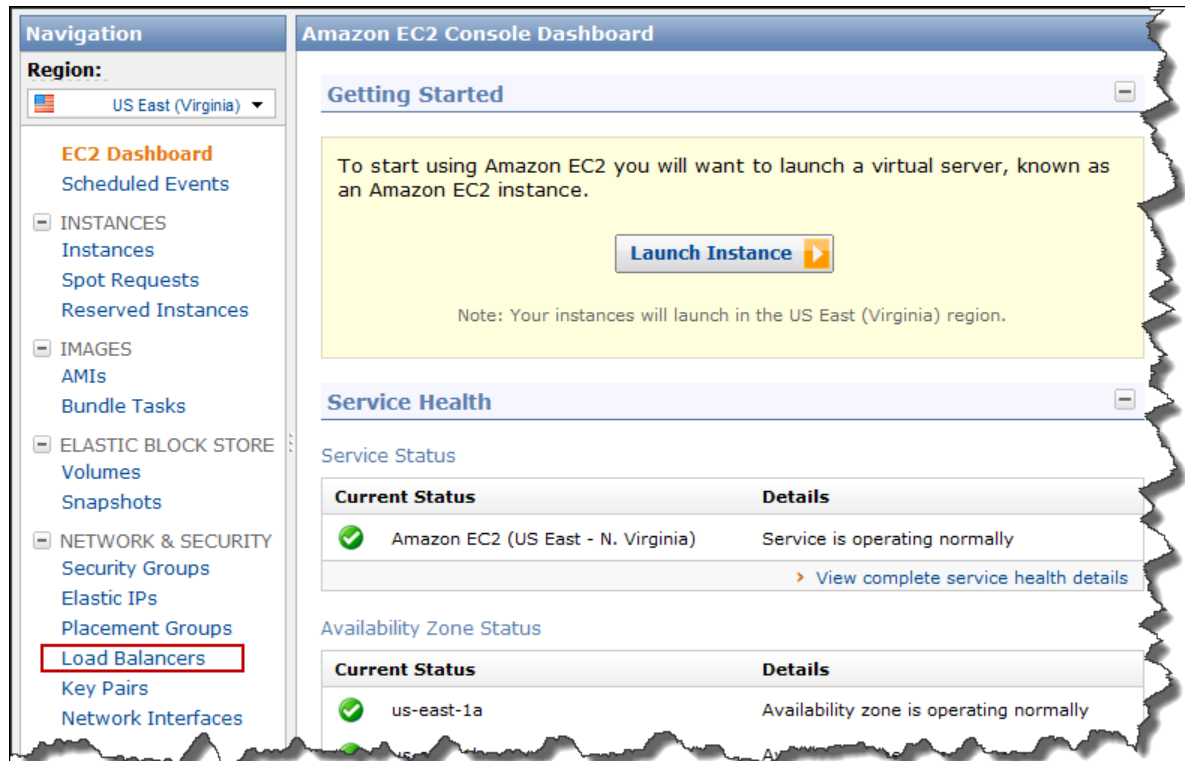 Navigation
Region:
US East (Virginia)
EC2 Dashboard
Scheduled Events
INSTANCES
Instances
Spot Requests
Reserved Instances
IMAGES
AMIs
Bundle Tasks
ELASTIC BLOCK STORE
Volumes
Snapshots
NETWORK & SECURITY
Security Groups
Elastic IPs
Placement Groups
Load Balancers
Key Pairs
Network Interfaces
Amazon EC2 Console Dashboard
Getting Started
To start using Amazon EC2 you will want to launch a virtual server, known as
an Amazon EC2 instance.
Launch Instance
Note: Your instances will launch in the US East (Virginia) region.
Service Health
Service Status
Current Status Details
Amazon EC2 (US East - N. Virginia) Service is operating normally
View complete service health details
Availability Zone Status
Current Status Details
us-east-1a Availability zone is operating normally